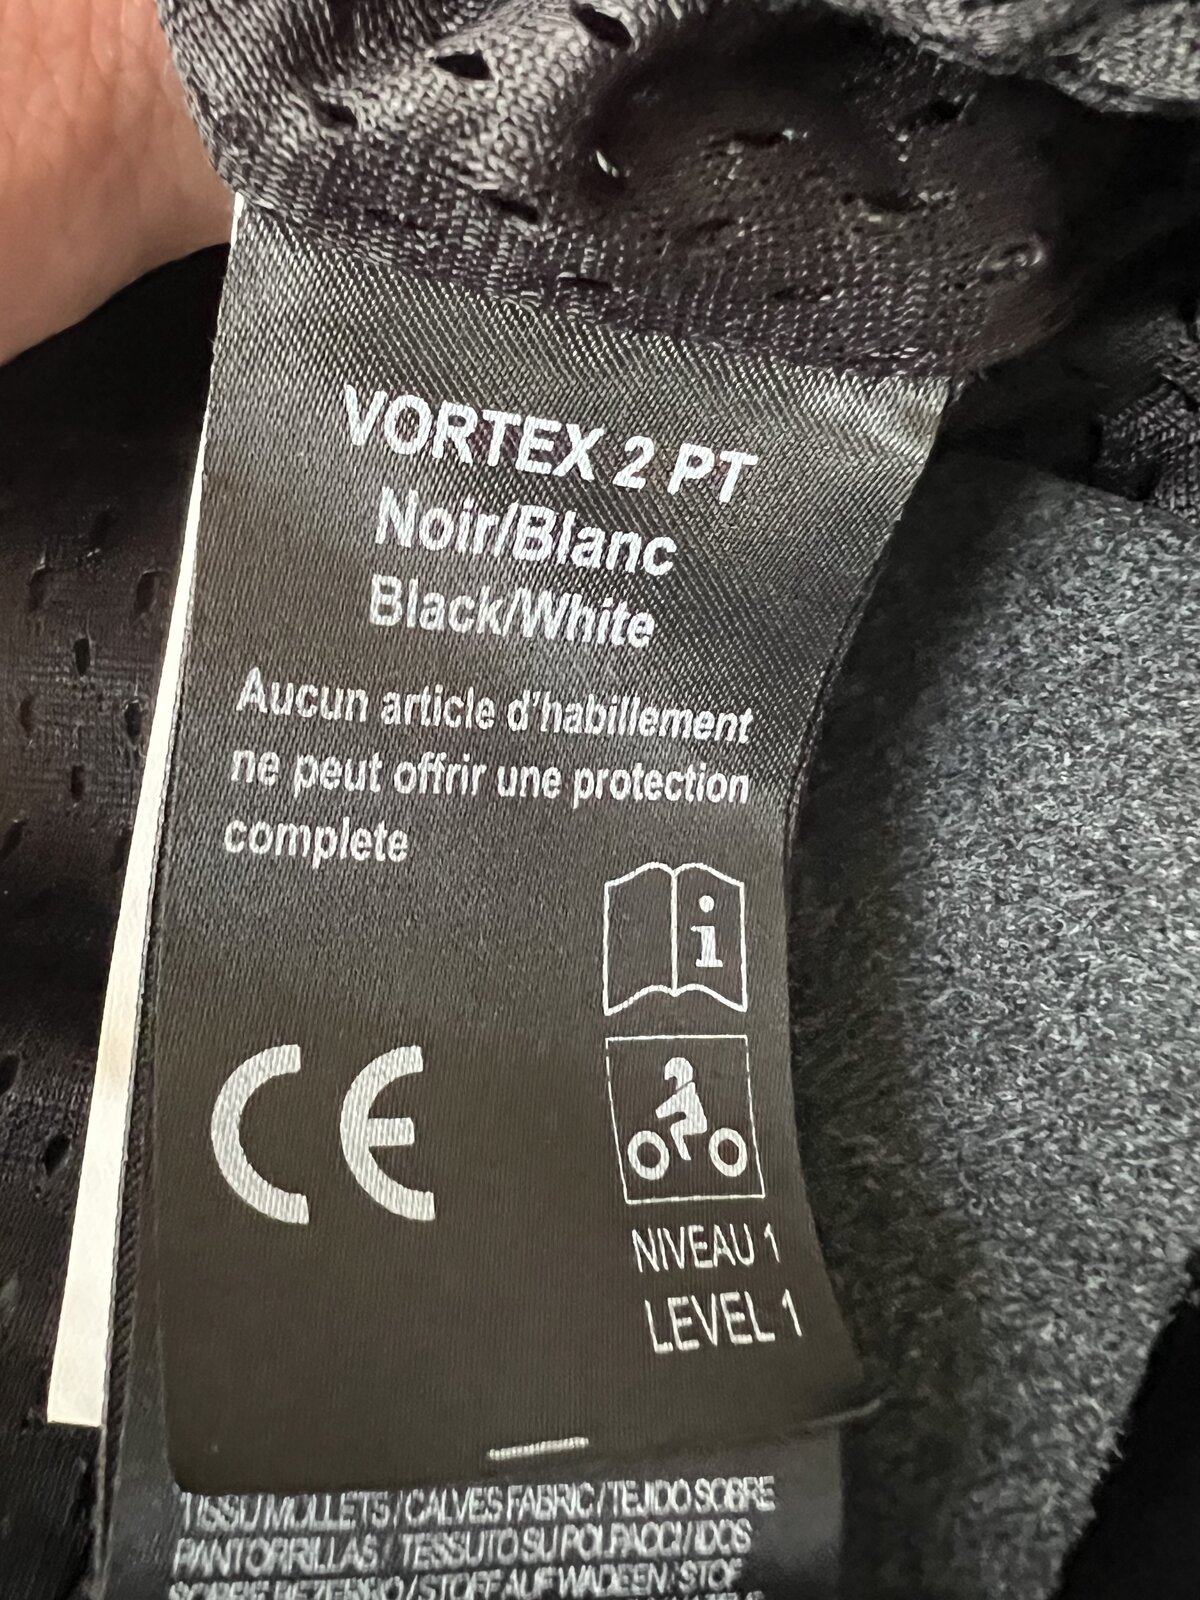 VORTEX 2 PT
Noir/Blanc
Black/White
Aucun article d'habillement
ne peut offrir une protection
complete
i
CE
NIVEAU 1
LEVEL 1
TISSU MOLLETS / CALVES FABRIC / TEJIDO SOBRE
PANTORRILLAS / TESSUTO SU POLPACCI / IDOS
/ STOFF AUF WADEEN / STOF